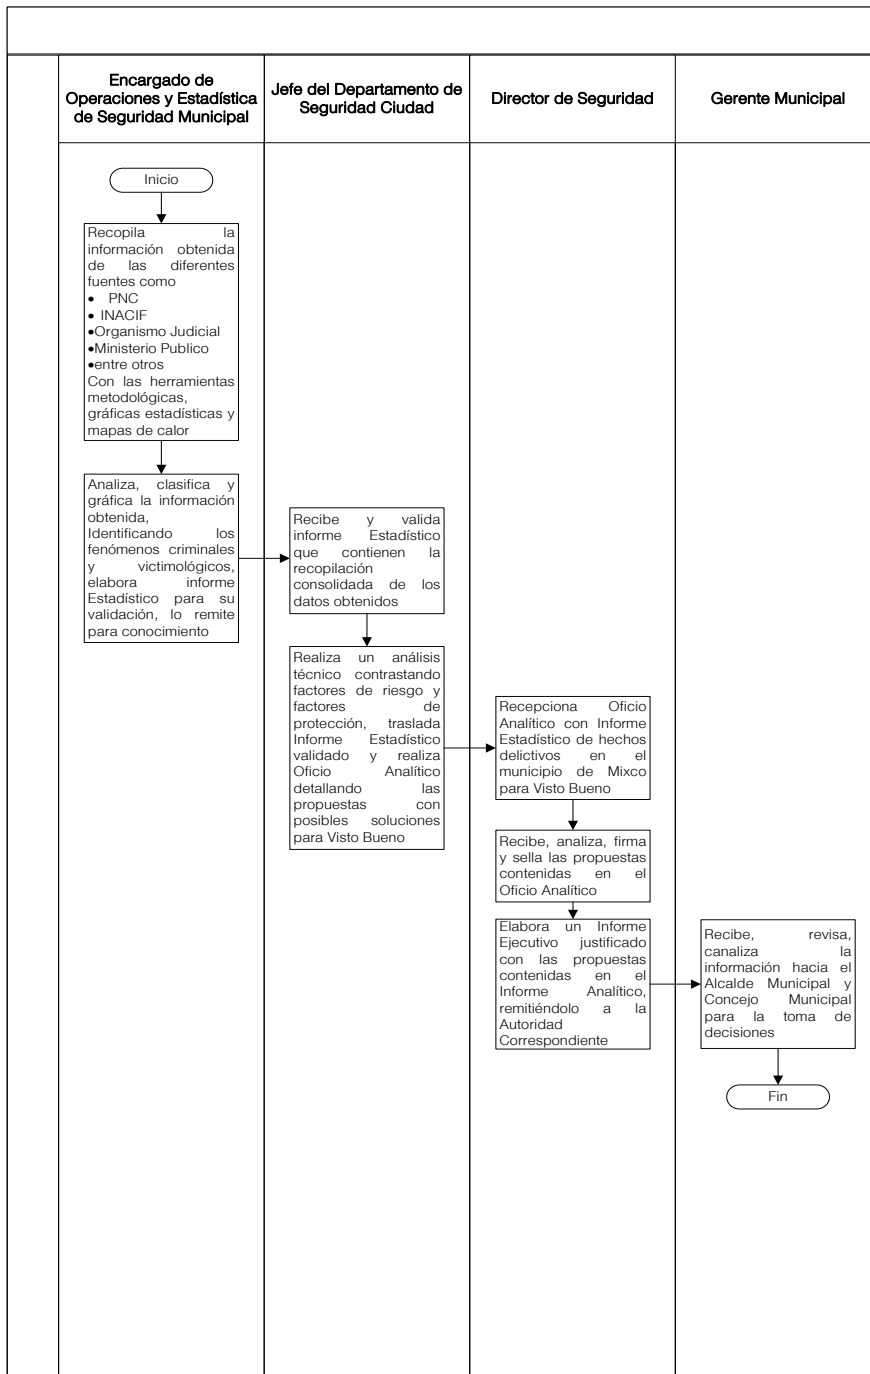 Encargado de
Operaciones y Estadística
de Seguridad Municipal
Jefe del Departamento de
Seguridad Ciudad
Director de Seguridad
Gerente Municipal
Inicio
Recopila la
información obtenida
de las diferentes
fuentes como
• PNC
• INACIF
•Organismo Judicial
•Ministerio Publico
•entre otros
Con las herramientas
metodológicas,
gráficas estadísticas y
mapas de calor
Analiza, clasifica y
gráfica la información
obtenida,
Identificando los
fenómenos criminales
y victimológicos,
elabora informe
Estadístico para su
validación, lo remite
para conocimiento
Recibe y valida
informe Estadístico
que contienen la
recopilación
consolidada de los
datos obtenidos
Realiza un análisis
técnico contrastando
factores de riesgo y
factores de
protección, traslada
Informe Estadístico
validado y realiza
Oficio Analítico
detallando las
propuestas con
posibles soluciones
para Visto Bueno
Recepciona Oficio
Analítico con Informe
Estadístico de hechos
delictivos en el
municipio de Mixco
para Visto Bueno
Recibe, analiza, firma
y sella las propuestas
contenidas en el
Oficio Analítico
Elabora un Informe
Ejecutivo justificado
con las propuestas
contenidas en el
Informe Analítico,
remitiéndolo a la
Autoridad
Correspondiente
Recibe, revisa,
canaliza la
información hacia el
Alcalde Municipal y
Concejo Municipal
para la toma de
decisiones
Fin